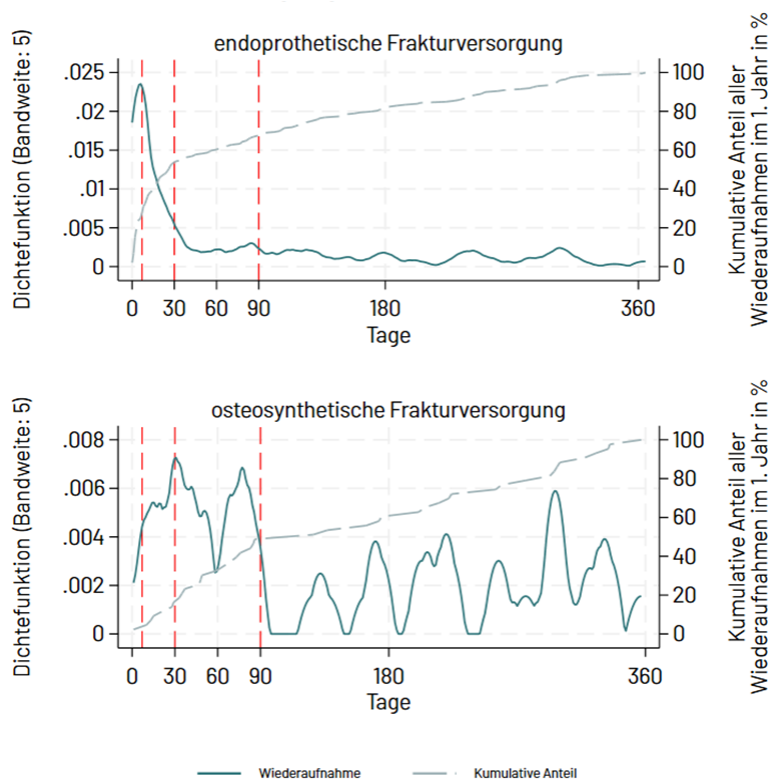 endoprothetische Frakturversorgung
Dichtefunktion (Bandweite: 5)
.025
.02
.015
.01
.005
0
100
80
60
40
20
0
Kumulative Anteil aller
Wiederaufnahmen im 1. Jahr in %
0 30 60 90 180 360
Tage
osteosynthetische Frakturversorgung
Dichtefunktion (Bandweite: 5)
.008
.006
.004
.002
0
100
80
60
40
20
0
Kumulative Anteil aller
Wiederaufnahmen im 1. Jahr in %
0 30 60 90 180 360
Tage
Wiederaufnahme Kumulative Anteil